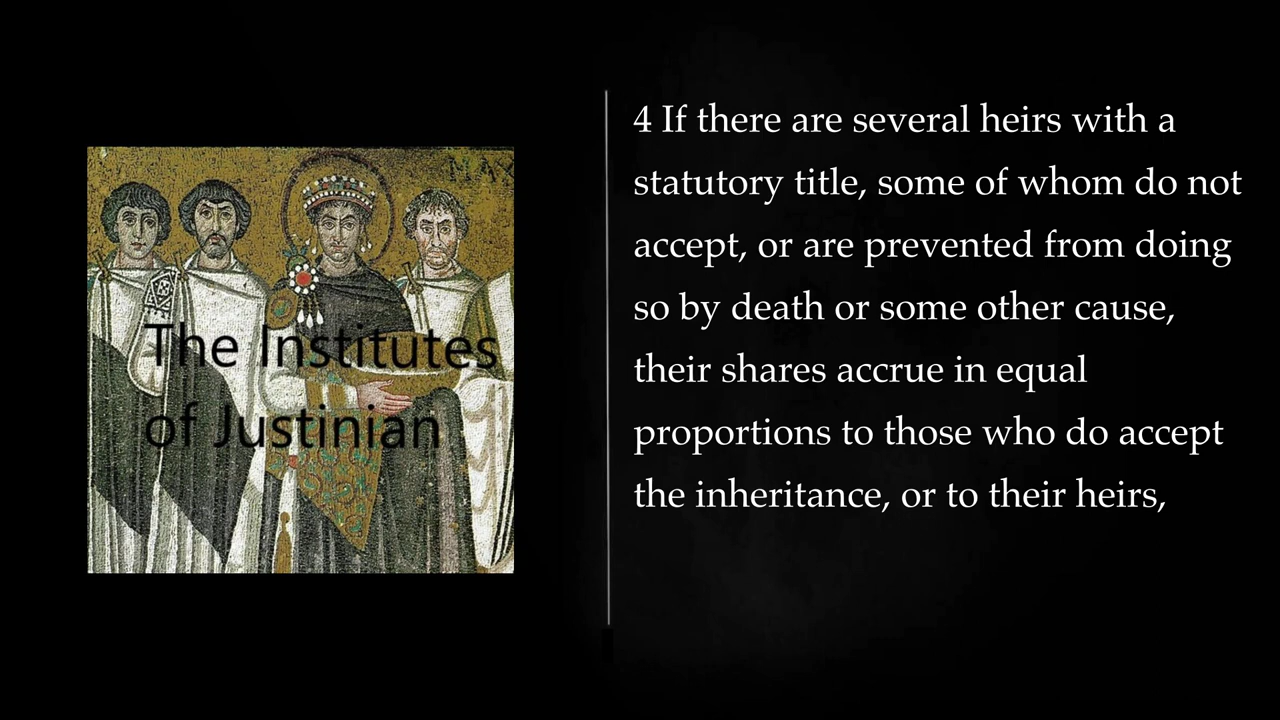 MAX
The Institutes
of Justinian
4 If there are several heirs with a
statutory title, some of whom do not
accept, or are prevented from doing
so by death or some other cause,
their shares accrue in equal
proportions to those who do accept
the inheritance, or to their heirs,